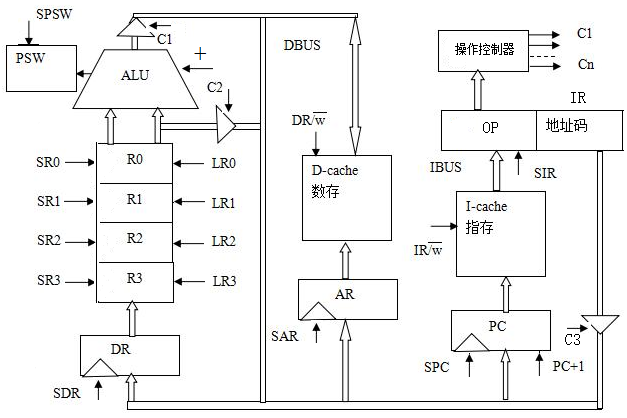 SPSW
C1
PSW
ALU
+
C2
DBUS
操作控制器
C1
Cn
IR
OP
地址码
DR/w̅
IBUS
SIR
SR0
R0
LR0
SR1
R1
LR1
SR2
R2
LR2
SR3
R3
LR3
D-cache
数存
I-cache
指存
IR/w̅
AR
SAR
PC
SPC
PC+1
C3
DR
SDR